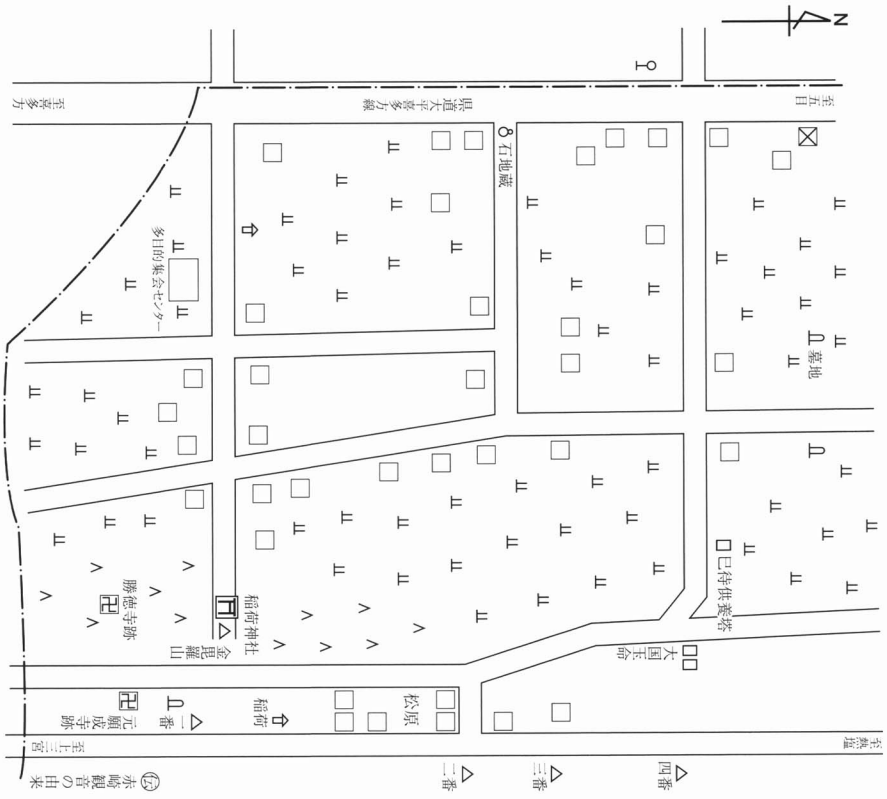 N
至五目
県道大平喜多方線
至喜多方
石地蔵
多目的集会センター
墓地
巳待供養塔
勝徳寺跡
稲荷神社
金毘羅山
大国玉命
松原
稲荷
一番
元願成寺跡
至熱塩
至上三宮
四番
三番
二番
伝 赤崎観音の由来